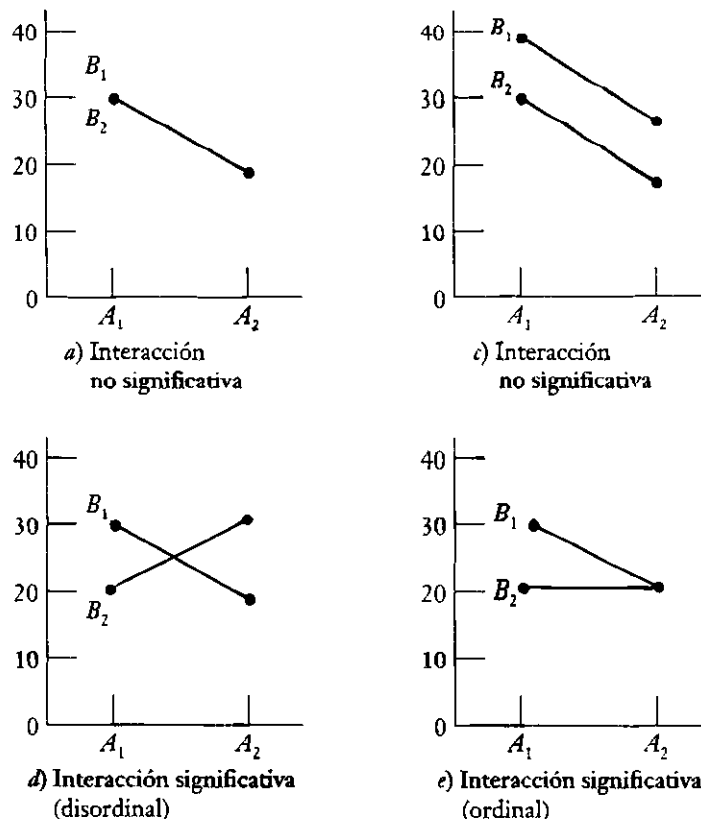 40
30
20
10
0
B₁
B₂
A₁
A₂
a) Interacción
no significativa
40
30
20
10
0
B₁
B₂
A₁
A₂
c) Interacción
no significativa
40
30
20
10
0
B₁
B₂
A₁
A₂
d) Interacción significativa
(disordinal)
40
30
20
10
0
B₁
B₂
A₁
A₂
e) Interacción significativa
(ordinal)